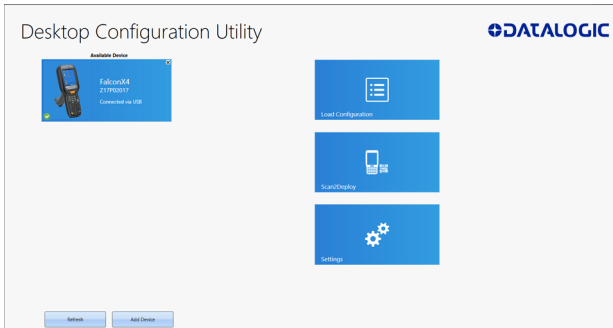 Desktop Configuration Utility
DATALOGIC
Available Device
FalconX4
Z17P02017
Connected via USB
Load Configuration
Scan2Deploy
Settings
Refresh
Add Device